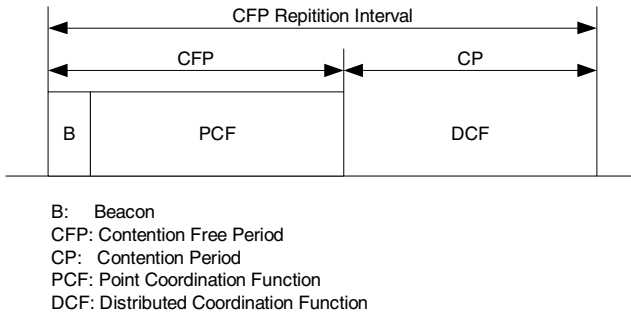 CFP Repitition Interval
CFP
CP
B
PCF
DCF
B: Beacon
CFP: Contention Free Period
CP: Contention Period
PCF: Point Coordination Function
DCF: Distributed Coordination Function